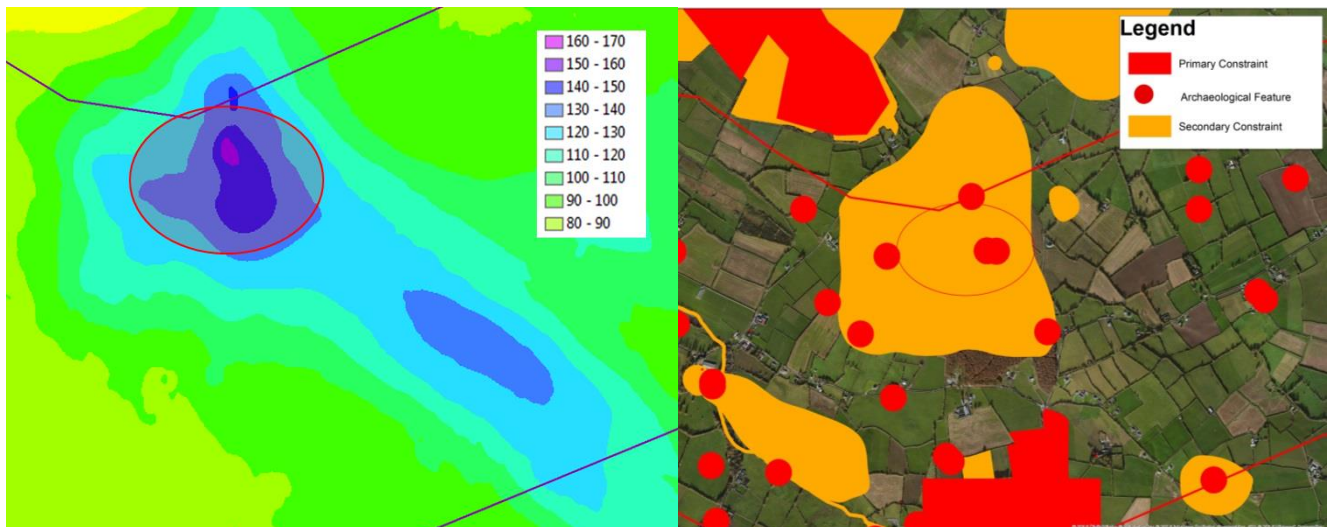 160 - 170
150 - 160
140 - 150
130 - 140
120 - 130
110 - 120
100 - 110
90 - 100
80 - 90
Legend
Primary Constraint
Archaeological Feature
Secondary Constraint